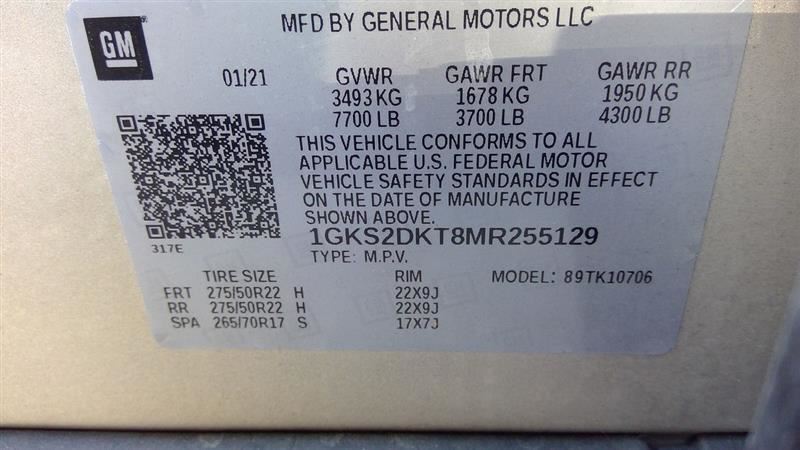 GM
MFD BY GENERAL MOTORS LLC
01/21 GVWR GAWR FRT GAWR RR
3493 KG 1678 KG 1950 KG
7700 LB 3700 LB 4300 LB
THIS VEHICLE CONFORMS TO ALL
APPLICABLE U.S. FEDERAL MOTOR
VEHICLE SAFETY STANDARDS IN EFFECT
ON THE DATE OF MANUFACTURE
SHOWN ABOVE.
317E
1GKS2DKT8MR255129
TYPE: M.P.V.
TIRE SIZE RIM MODEL: 89TK10706
FRT 275/50R22 H 22X9J
RR 275/50R22 H 22X9J
SPA 265/70R17 S 17X7J